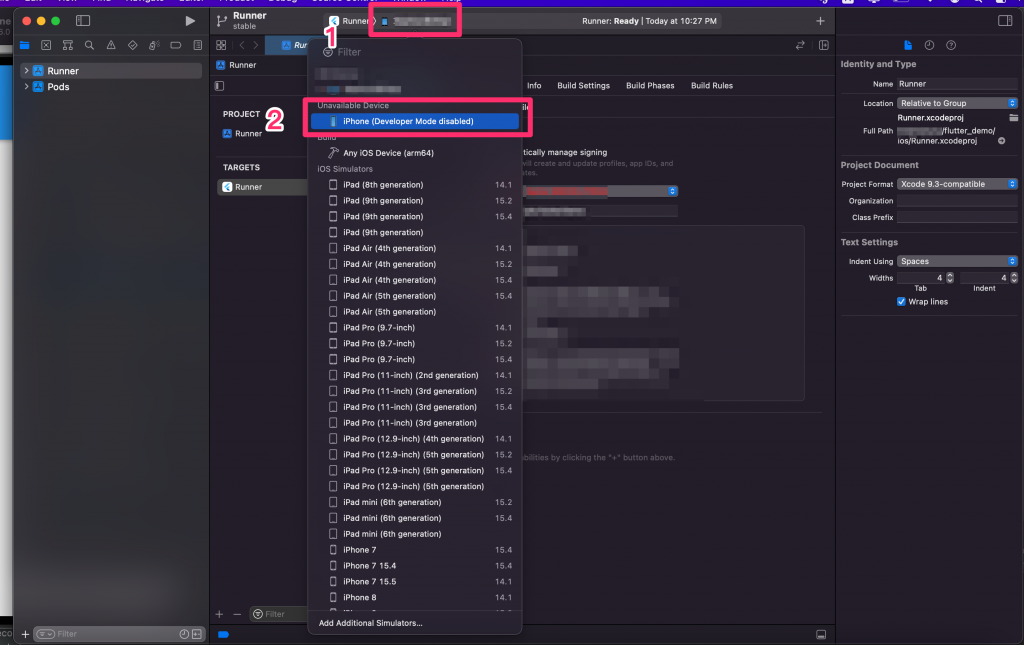 Runner
stable
Runner
Runner: Ready | Today at 10:27 PM
1
Filter
Runner
Pods
Runner
Unavailable Device
iPhone (Developer Mode disabled)
Build
Any iOS Device (arm64)
iOS Simulators
iPad (8th generation) 14.1
iPad (9th generation) 15.2
iPad (9th generation) 15.4
iPad (9th generation)
iPad Air (4th generation) 14.1
iPad Air (4th generation) 15.2
iPad Air (4th generation) 15.4
iPad Air (5th generation) 15.4
iPad Air (5th generation)
iPad Pro (9.7-inch) 14.1
iPad Pro (9.7-inch) 15.2
iPad Pro (9.7-inch) 15.4
iPad Pro (11-inch) (2nd generation) 14.1
iPad Pro (11-inch) (3rd generation) 15.2
iPad Pro (11-inch) (3rd generation) 15.4
iPad Pro (11-inch) (3rd generation)
iPad Pro (12.9-inch) (4th generation) 14.1
iPad Pro (12.9-inch) (5th generation) 15.2
iPad Pro (12.9-inch) (5th generation) 15.4
iPad Pro (12.9-inch) (5th generation)
iPad mini (6th generation) 15.2
iPad mini (6th generation) 15.4
iPad mini (6th generation)
iPhone 7 15.4
iPhone 7 15.4 15.4
iPhone 7 15.5 14.1
iPhone 8 14.1
Add Additional Simulators...
PROJECT 2
Runner
TARGETS
Runner
Filter
Filter
Info Build Settings Build Phases Build Rules
tically manage signing
will create and update profiles, app IDs, and
tes.
bilities by clicking the "+" button above.
Identity and Type
Name Runner
Location Relative to Group
Runner.xcodeproj
Full Path /flutter_demo/
ios/Runner.xcodeproj
Project Document
Project Format Xcode 9.3-compatible
Organization
Class Prefix
Text Settings
Indent Using Spaces
Widths 4 4
Tab Indent
Wrap lines